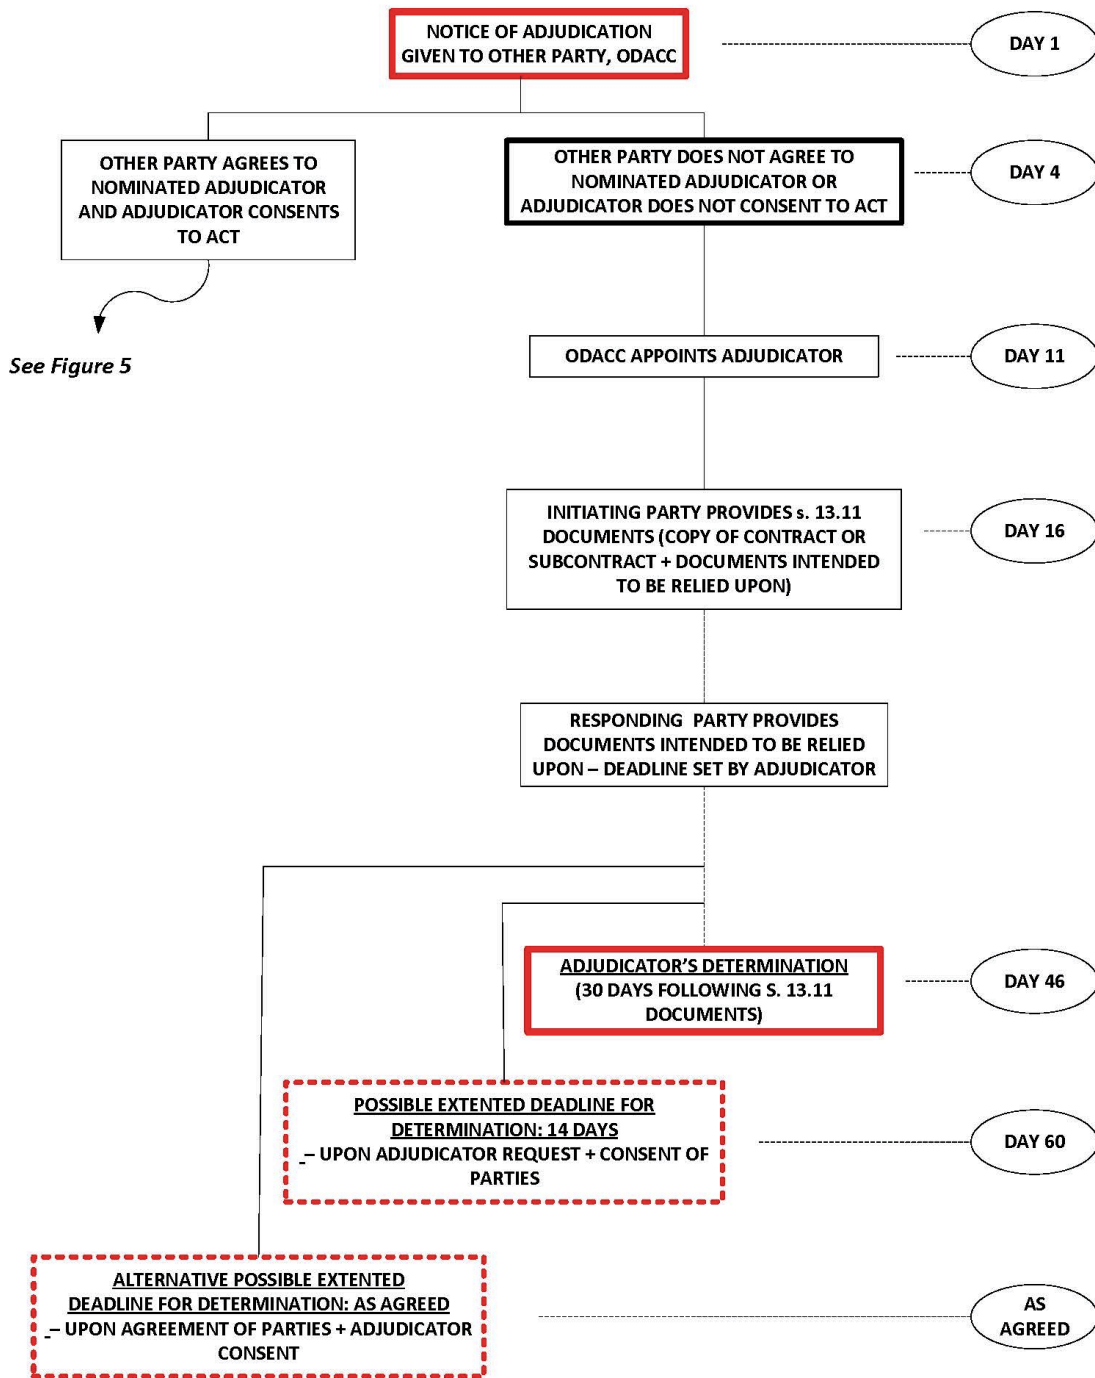 NOTICE OF ADJUDICATION
GIVEN TO OTHER PARTY, ODACC
DAY 1
OTHER PARTY AGREES TO
NOMINATED ADJUDICATOR
AND ADJUDICATOR CONSENTS
TO ACT
OTHER PARTY DOES NOT AGREE TO
NOMINATED ADJUDICATOR OR
ADJUDICATOR DOES NOT CONSENT TO ACT
DAY 4
See Figure 5
ODACC APPOINTS ADJUDICATOR
DAY 11
INITIATING PARTY PROVIDES s. 13.11
DOCUMENTS (COPY OF CONTRACT OR
SUBCONTRACT + DOCUMENTS INTENDED
TO BE RELIED UPON)
DAY 16
RESPONDING PARTY PROVIDES
DOCUMENTS INTENDED TO BE RELIED
UPON – DEADLINE SET BY ADJUDICATOR
ADJUDICATOR'S DETERMINATION
(30 DAYS FOLLOWING S. 13.11
DOCUMENTS)
DAY 46
POSSIBLE EXTENTED DEADLINE FOR
DETERMINATION: 14 DAYS
– UPON ADJUDICATOR REQUEST + CONSENT OF
PARTIES
DAY 60
ALTERNATIVE POSSIBLE EXTENTED
DEADLINE FOR DETERMINATION: AS AGREED
– UPON AGREEMENT OF PARTIES + ADJUDICATOR
CONSENT
AS
AGREED